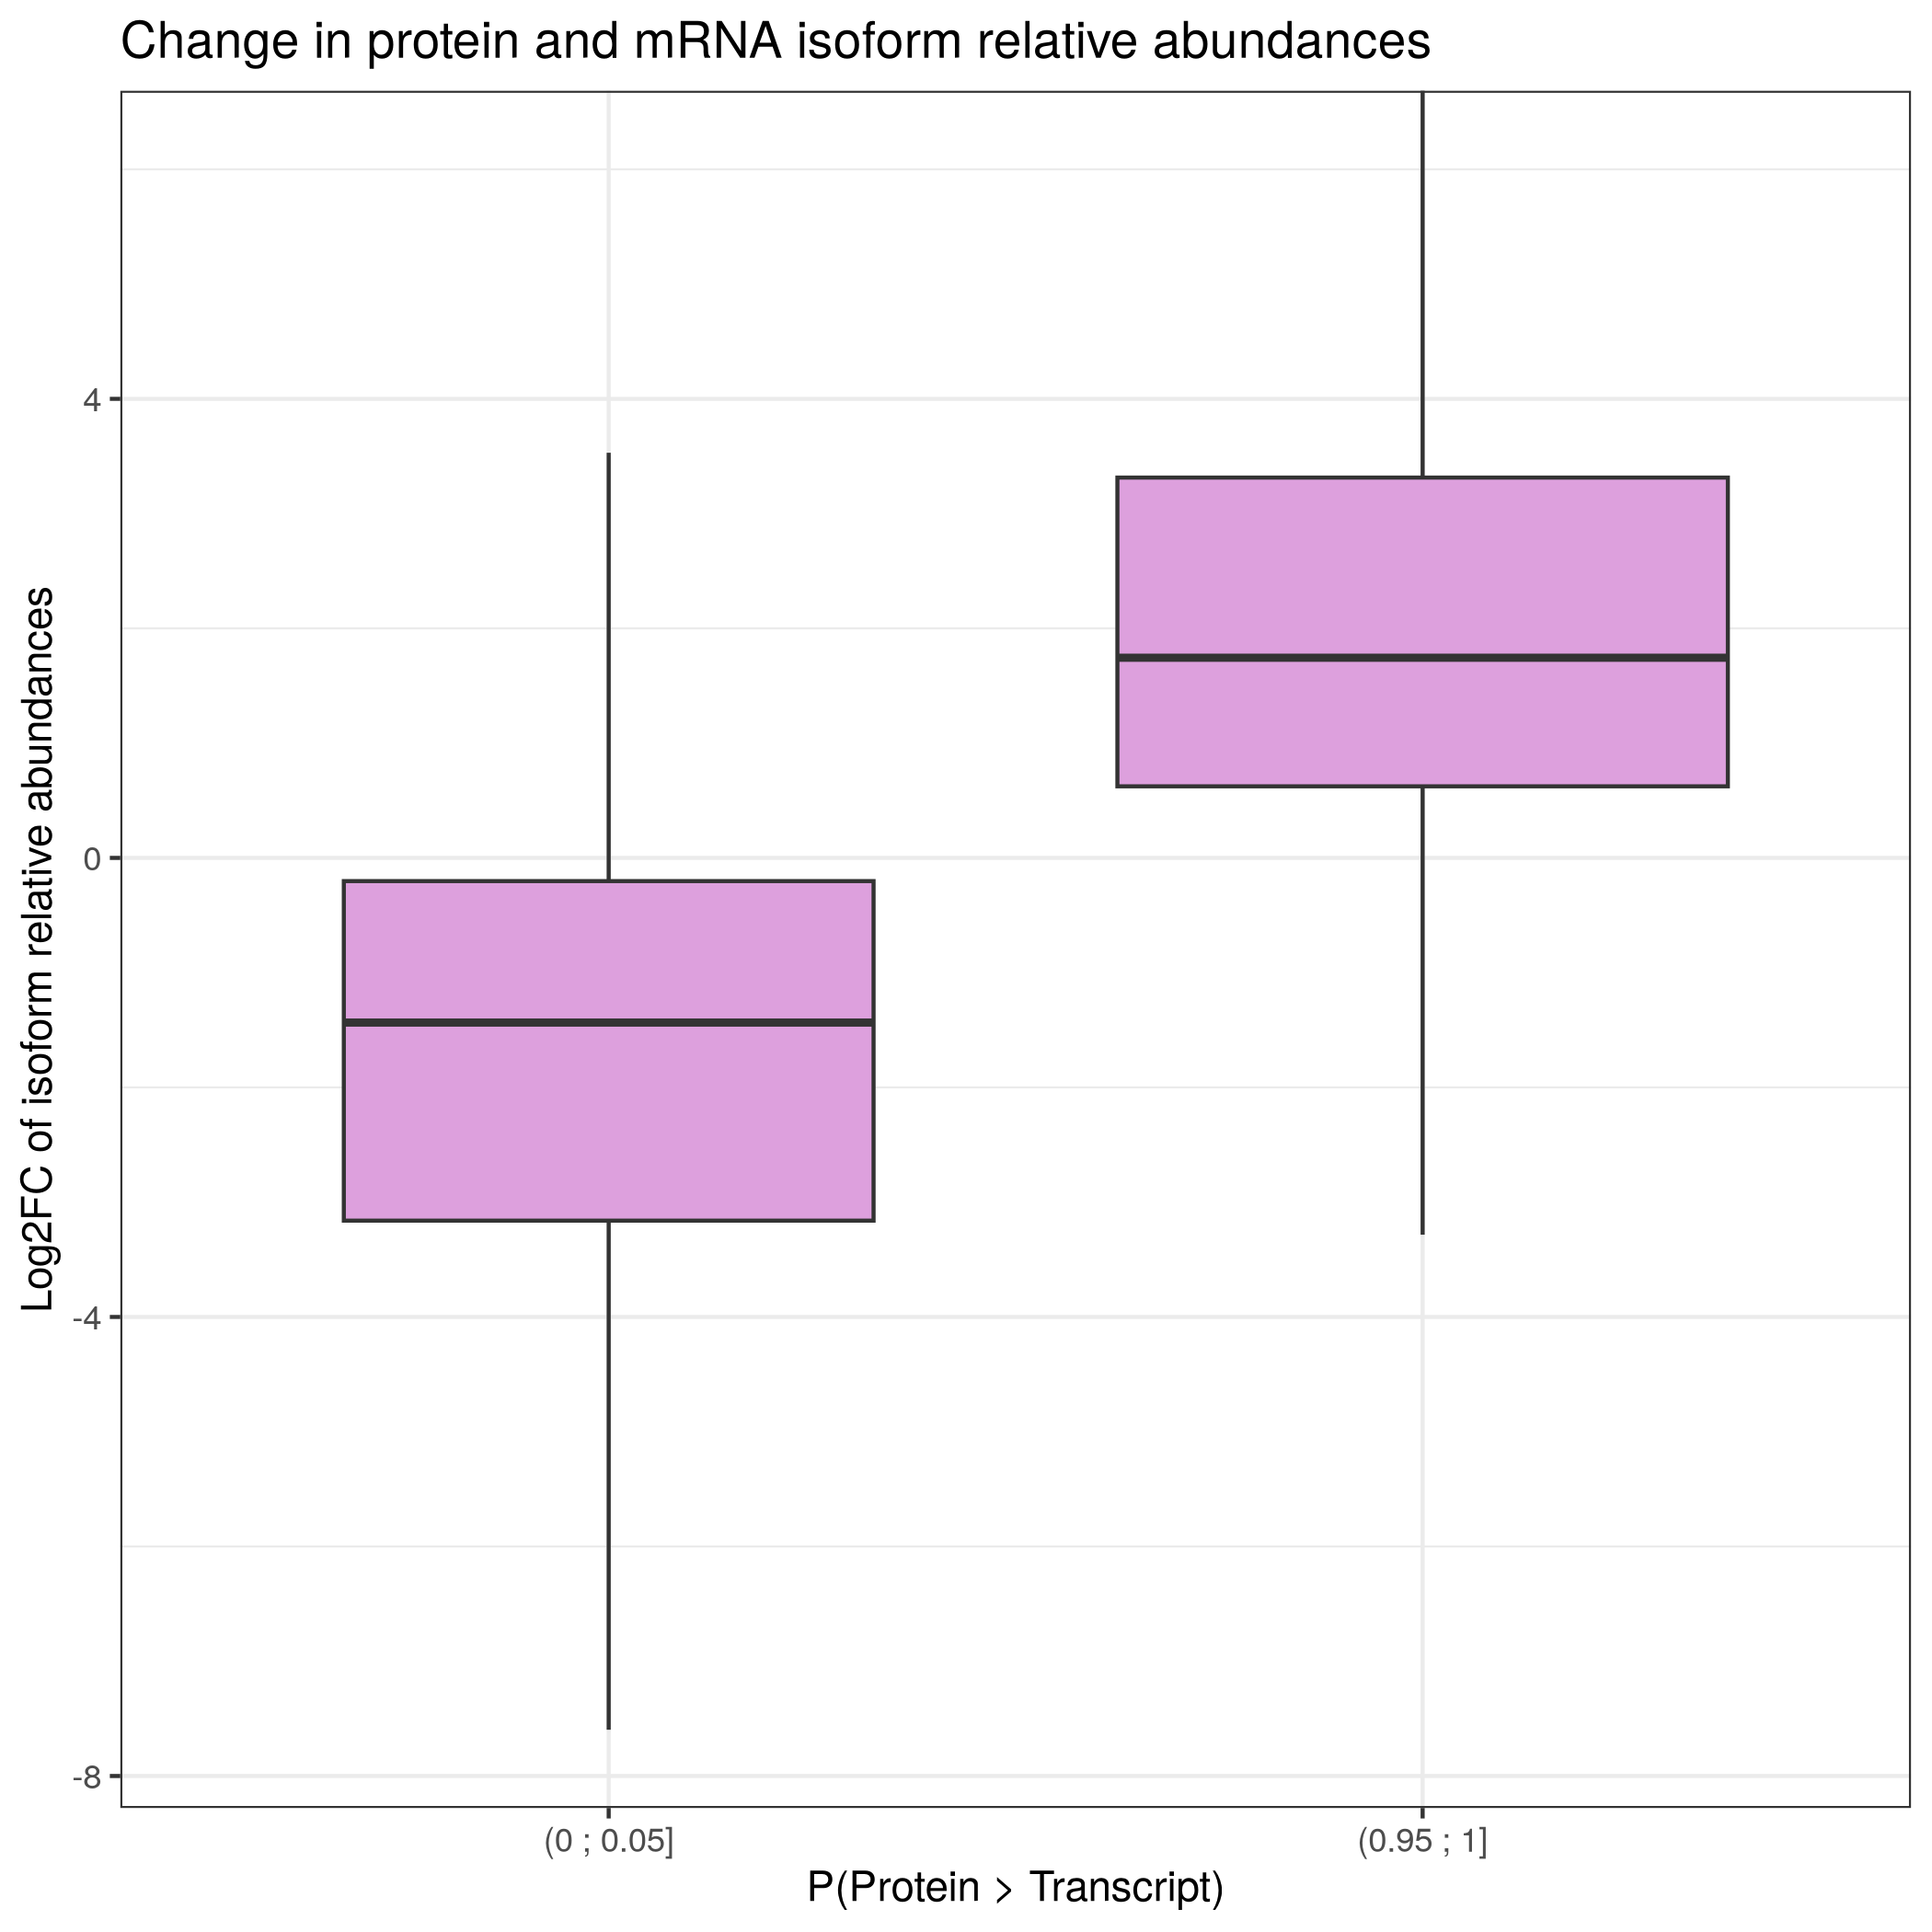 Change in protein and mRNA isoform relative abundances
Log2FC of isoform relative abundances
4
0
-4
-8
(0 ; 0.05]
(0.95 ; 1]
P(Protein > Transcript)